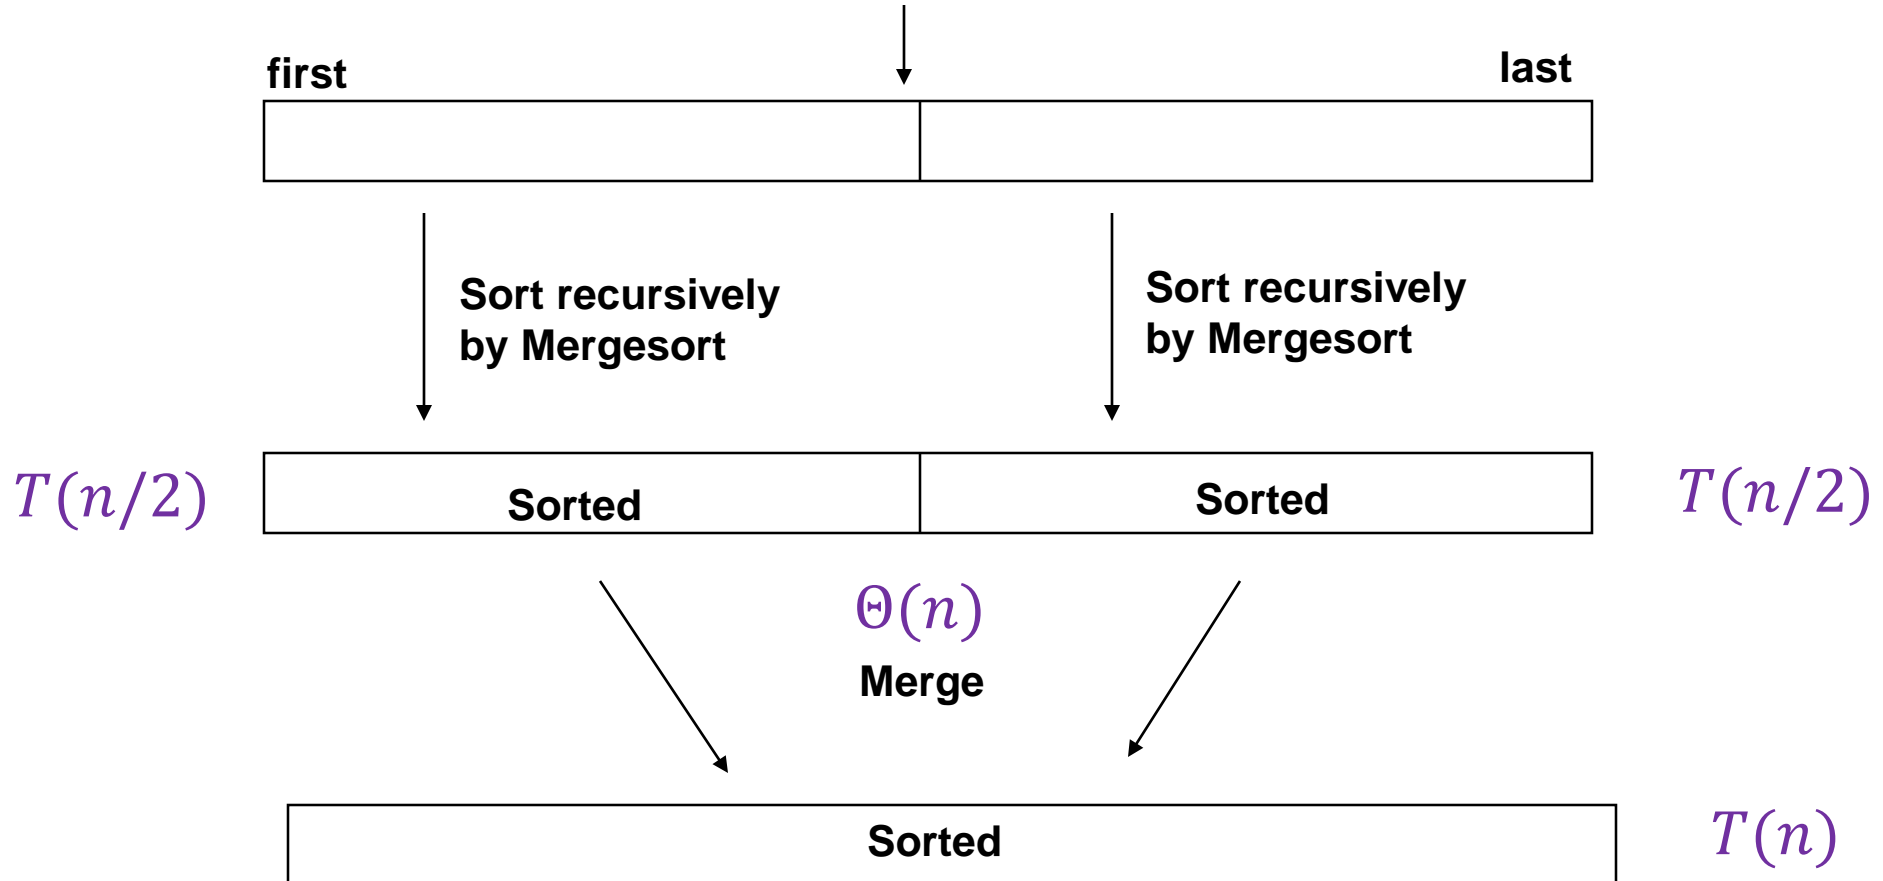 first
last
Sort recursively
by Mergesort
Sort recursively
by Mergesort
T(n/2)
Sorted
Sorted
T(n/2)
Θ(n)
Merge
Sorted
T(n)